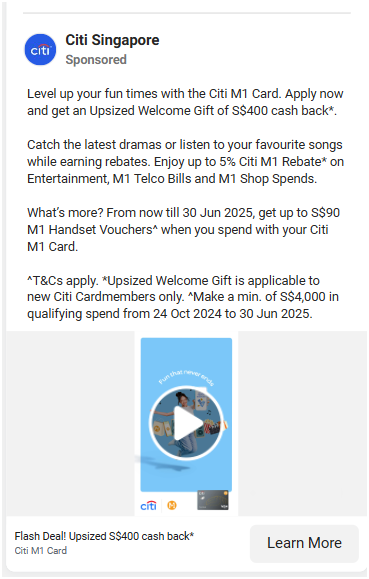 Citi Singapore
citi
Sponsored
Level up your fun times with the Citi M1 Card. Apply now
and get an Upsized Welcome Gift of S$400 cash back*.
Catch the latest dramas or listen to your favourite songs
while earning rebates. Enjoy up to 5% Citi M1 Rebate* on
Entertainment, M1 Telco Bills and M1 Shop Spends.
What's more? From now till 30 Jun 2025, get up to S$90
M1 Handset Vouchers^ when you spend with your Citi
M1 Card.
^T&Cs apply. *Upsized Welcome Gift is applicable to
new Citi Cardmembers only. ^Make a min. of S$4,000 in
qualifying spend from 24 Oct 2024 to 30 Jun 2025.
Fun that never ends
citi
Flash Deal! Upsized S$400 cash back*
Citi M1 Card
Learn More